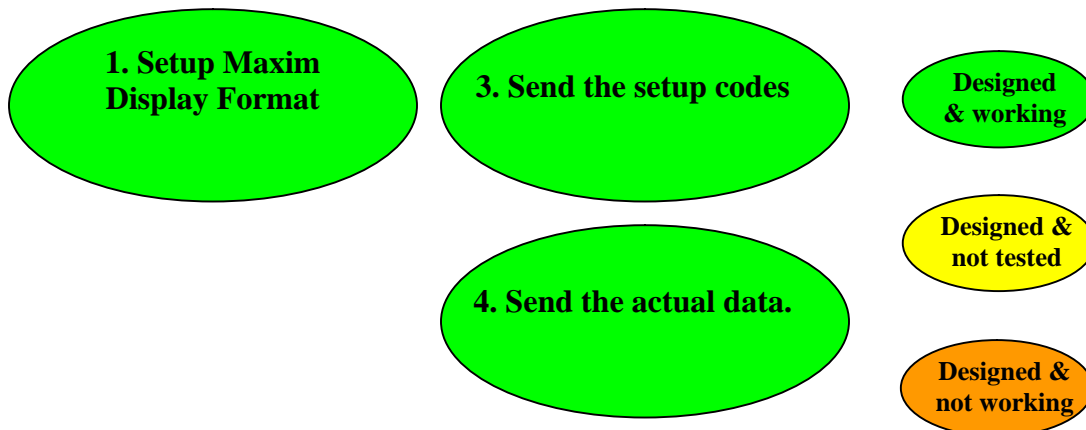 1. Setup Maxim
Display Format
3. Send the setup codes
4. Send the actual data.
Designed
& working
Designed &
not tested
Designed &
not working